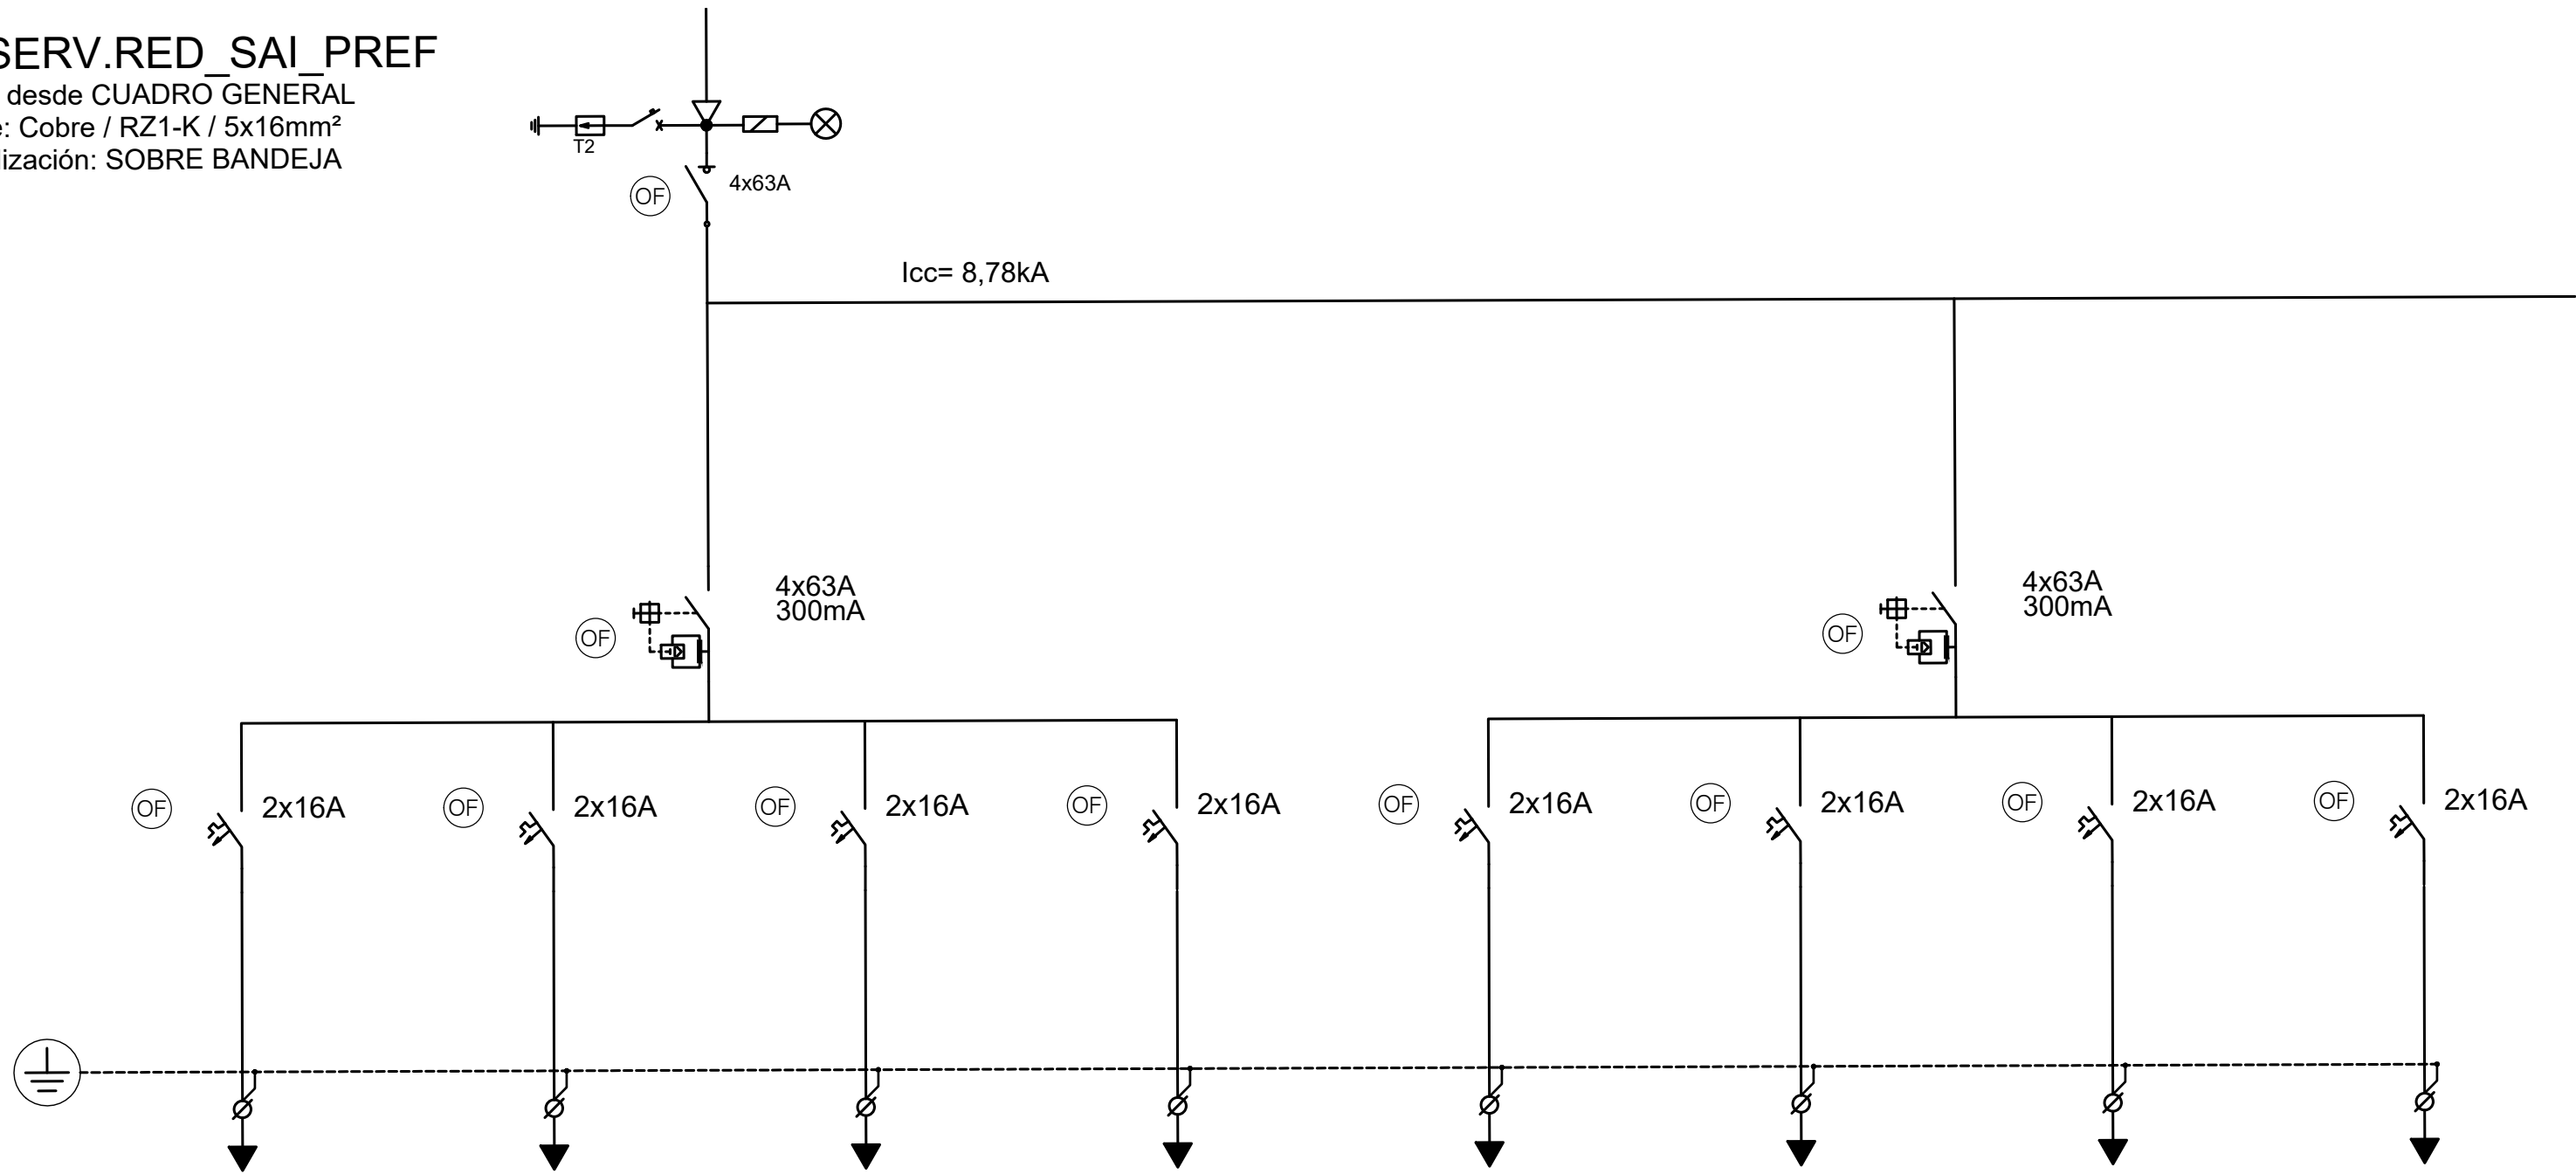 SERV.RED_SAI_PREF
desde CUADRO GENERAL
e: Cobre / RZ1-K / 5x16mm²
lización: SOBRE BANDEJA
T2
OF
4x63A
Icc= 8,78kA
OF
4x63A
300mA
OF
4x63A
300mA
OF
2x16A
OF
2x16A
OF
2x16A
OF
2x16A
OF
2x16A
OF
2x16A
OF
2x16A
OF
2x16A